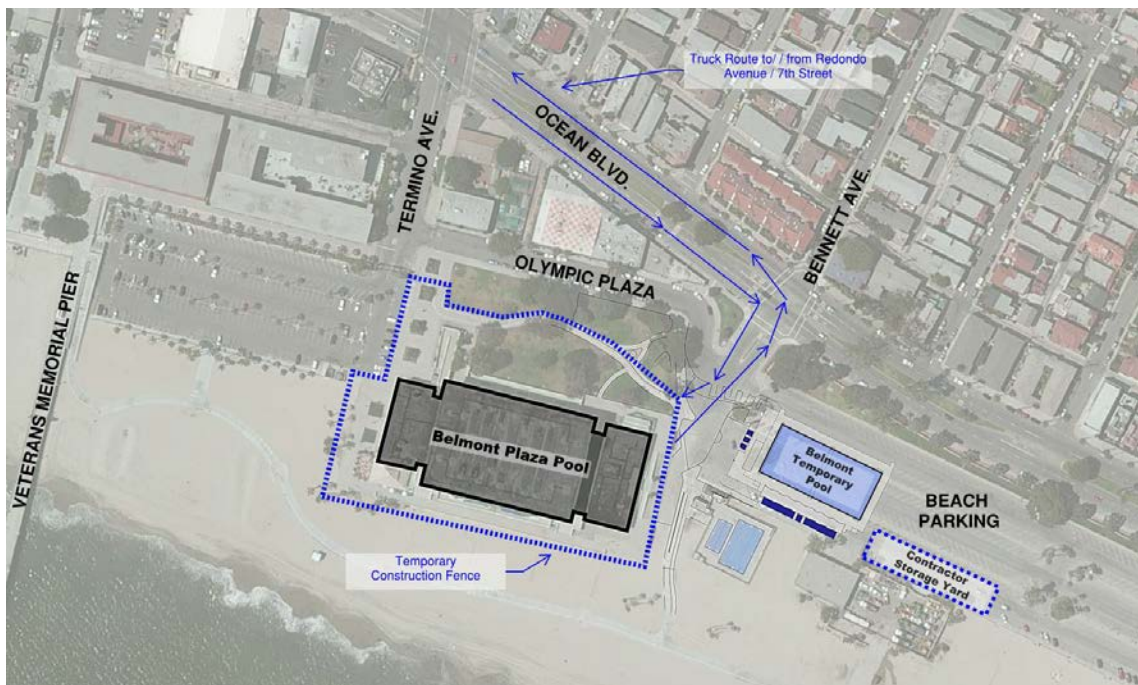 Truck Route to/ / from Redondo
Avenue / 7th Street
OCEAN BLVD.
TERMINO AVE.
BENNETT AVE.
OLYMPIC PLAZA
VETERANS MEMORIAL PIER
Belmont Plaza Pool
Belmont
Temporary
Pool
BEACH
PARKING
Contractor
Storage Yard
Temporary
Construction Fence